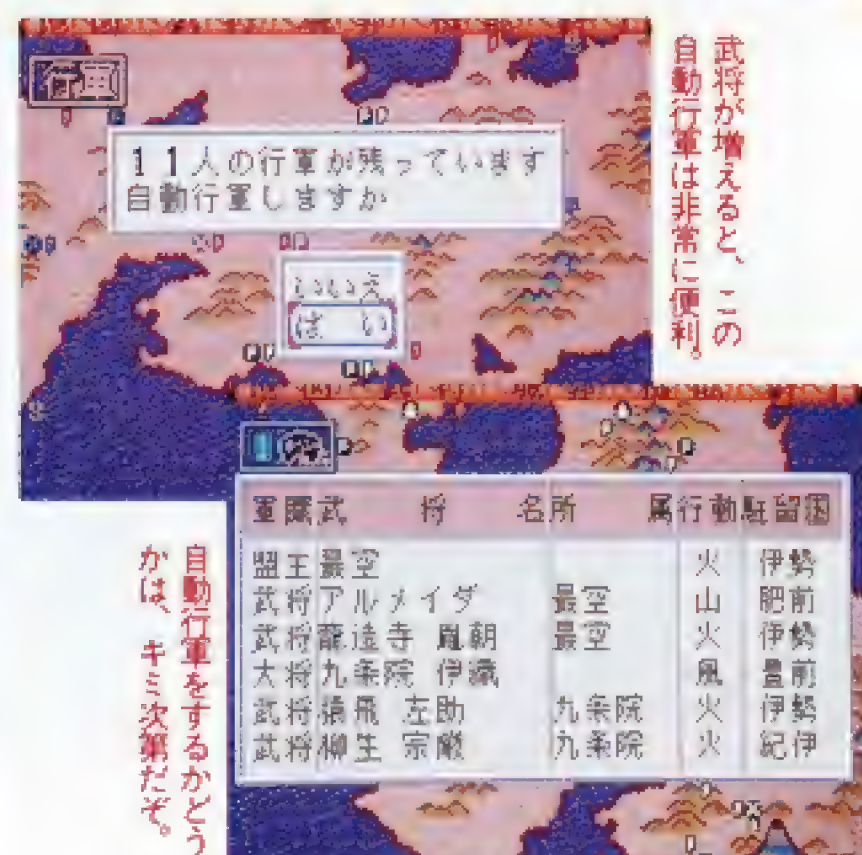 行軍
11人の行軍が残っています
自動行軍しますか
いいえ
はい
武将が増えると、この
自動行軍は非常に便利。
軍團 武将名 所属 行動 駐留国
盟王 最空 火 伊勢
武将 アルメイダ 最空 山 肥前
武将 龍造寺 胤朝 最空 火 伊勢
大将 九条院 伊織 風 豊前
武将 猿飛 左助 九条院 火 伊勢
武将 柳生 宗厳 九条院 火 紀伊
自動行軍をするかどう
かは、キミ次第だぞ。